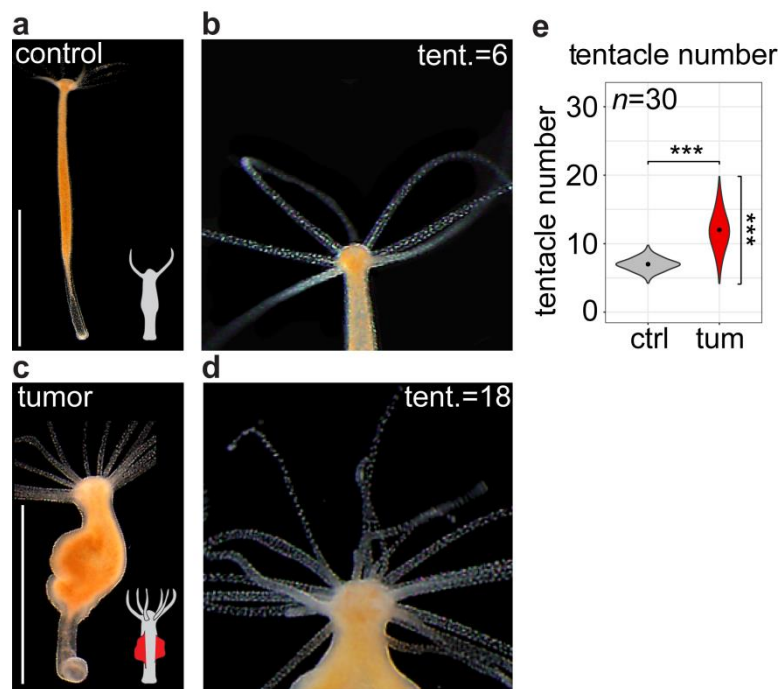 a
control
b
tent.=6
c
tumor
d
tent.=18
e
tentacle number
n=30
***
***
tentacle number
30
20
10
0
ctrl
tum